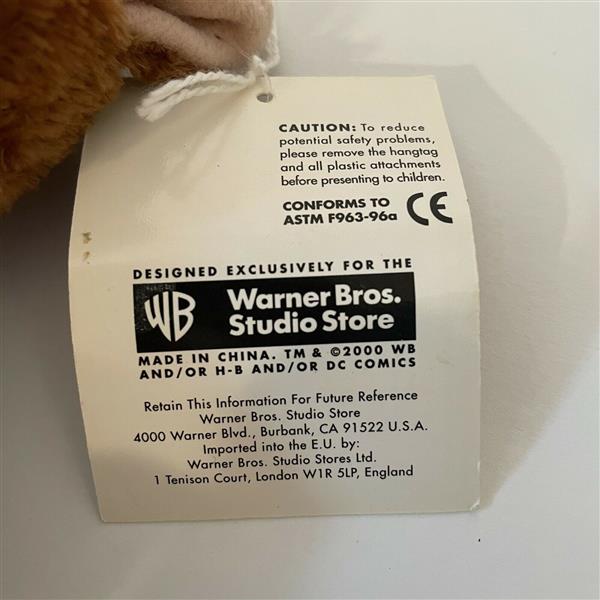 CAUTION: To reduce
potential safety problems,
please remove the hangtag
and all plastic attachments
before presenting to children.
CONFORMS TO
ASTM F963-96a CE
DESIGNED EXCLUSIVELY FOR THE
WB Warner Bros.
Studio Store
MADE IN CHINA. TM & ©2000 WB
AND/OR H-B AND/OR DC COMICS
Retain This Information For Future Reference
Warner Bros. Studio Store
4000 Warner Blvd., Burbank, CA 91522 U.S.A.
Imported into the E.U. by:
Warner Bros. Studio Stores Ltd.
1 Tenison Court, London W1R 5LP, England